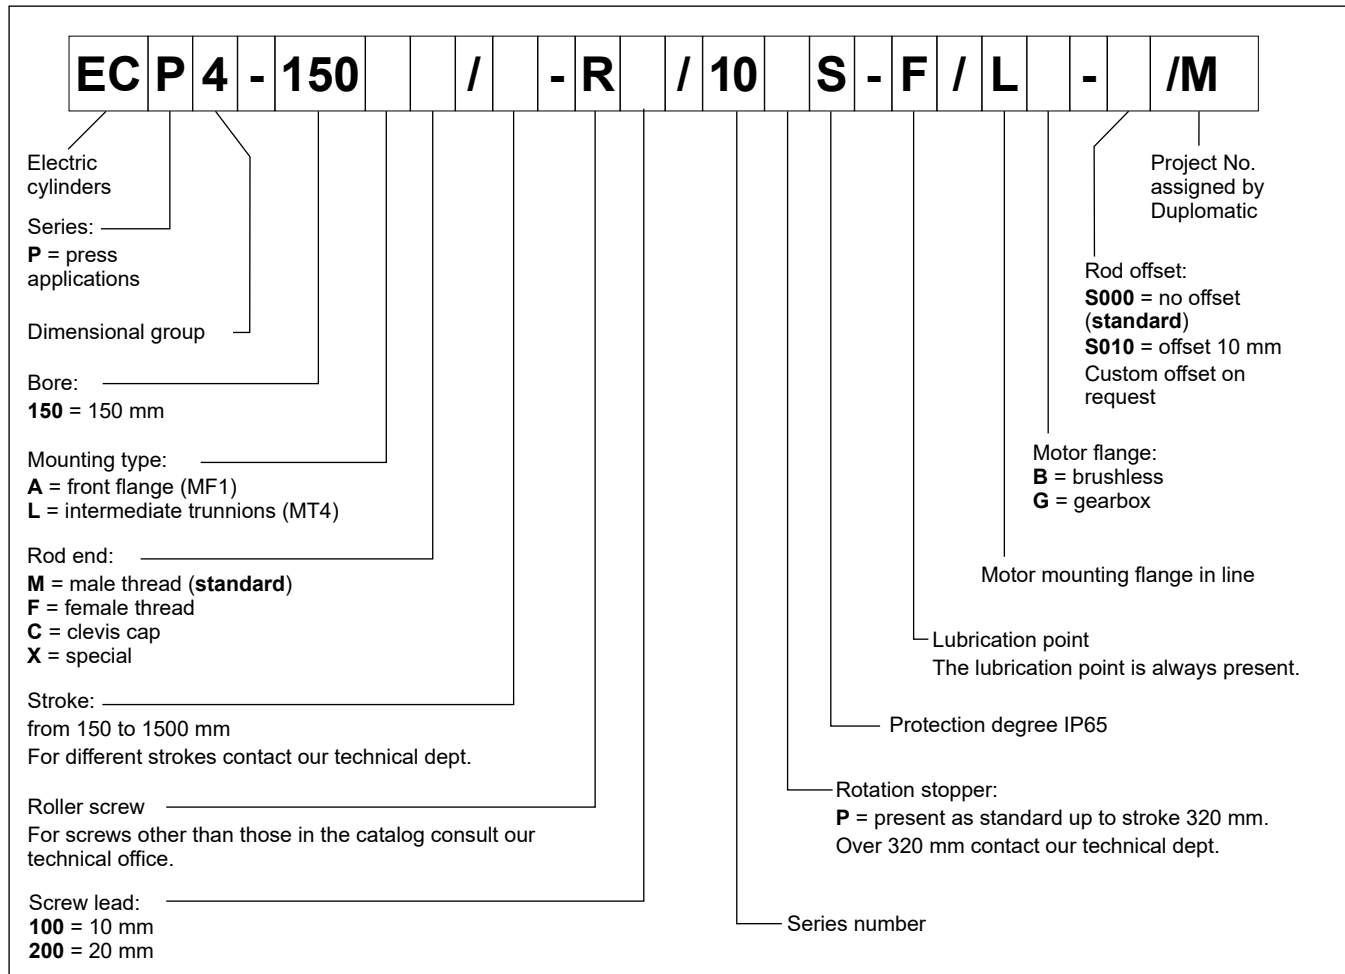 EC P 4 - 150 / - R / 10 S - F / L - /M
Electric
cylinders
Series:
P = press
applications
Dimensional group
Bore:
150 = 150 mm
Mounting type:
A = front flange (MF1)
L = intermediate trunnions (MT4)
Rod end:
M = male thread (standard)
F = female thread
C = clevis cap
X = special
Stroke:
from 150 to 1500 mm
For different strokes contact our technical dept.
Roller screw
For screws other than those in the catalog consult our
technical office.
Screw lead:
100 = 10 mm
200 = 20 mm
Project No.
assigned by
Duplomatic
Rod offset:
S000 = no offset
(standard)
S010 = offset 10 mm
Custom offset on
request
Motor flange:
B = brushless
G = gearbox
Motor mounting flange in line
Lubrication point
The lubrication point is always present.
Protection degree IP65
Rotation stopper:
P = present as standard up to stroke 320 mm.
Over 320 mm contact our technical dept.
Series number